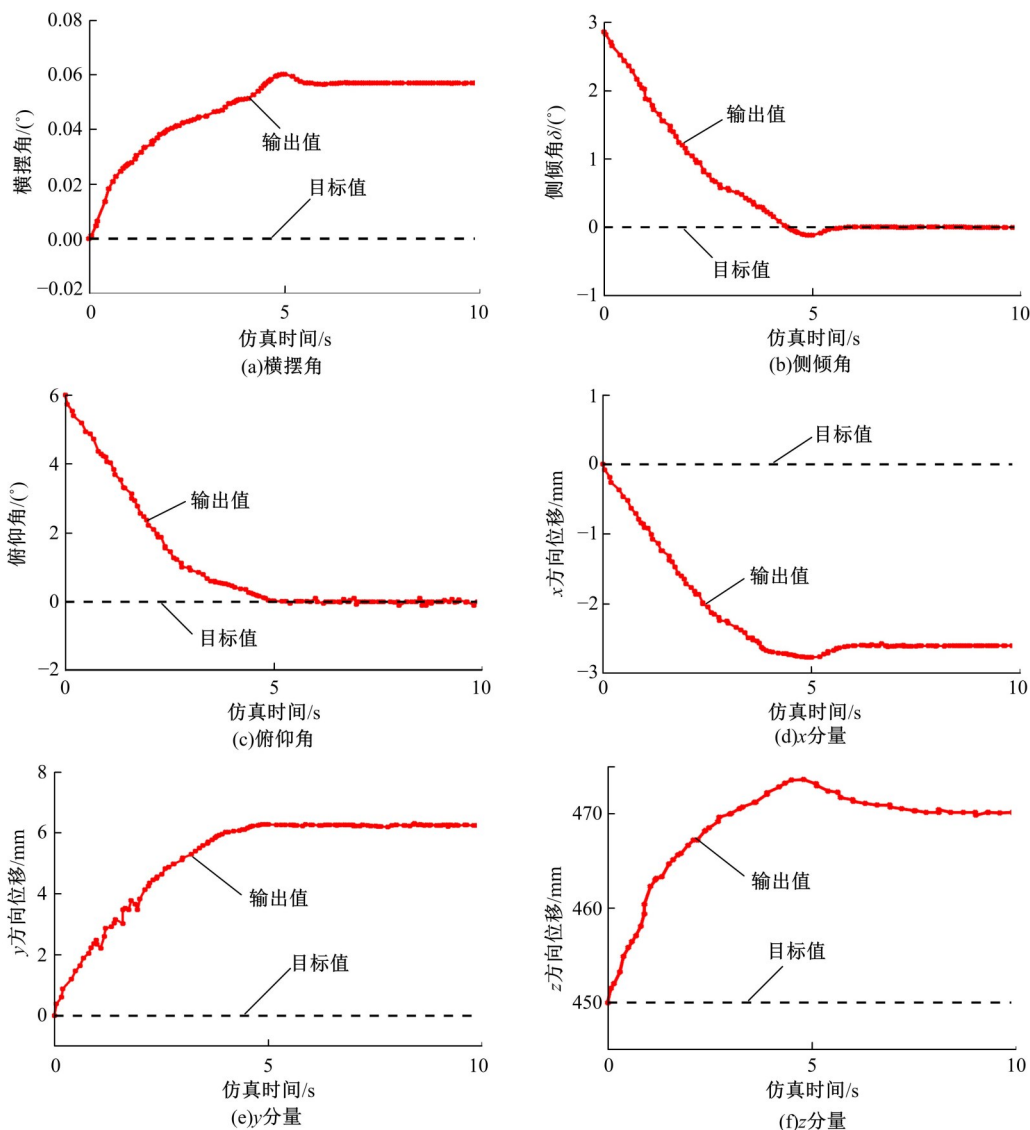 0.08
0.06
0.04
0.02
0.00
−0.02
横摆角/(°)
输出值
目标值
0
5
10
仿真时间/s
(a)横摆角
3
2
1
0
−1
侧倾角δ/(°)
输出值
目标值
0
5
10
仿真时间/s
(b)侧倾角
6
4
2
0
−2
俯仰角/(°)
输出值
目标值
0
5
10
仿真时间/s
(c)俯仰角
1
0
−1
−2
−3
x方向位移/mm
目标值
输出值
0
5
10
仿真时间/s
(d)x分量
8
6
4
2
0
y方向位移/mm
输出值
目标值
0
5
10
仿真时间/s
(e)y分量
470
460
450
z方向位移/mm
输出值
目标值
0
5
10
仿真时间/s
(f)z分量